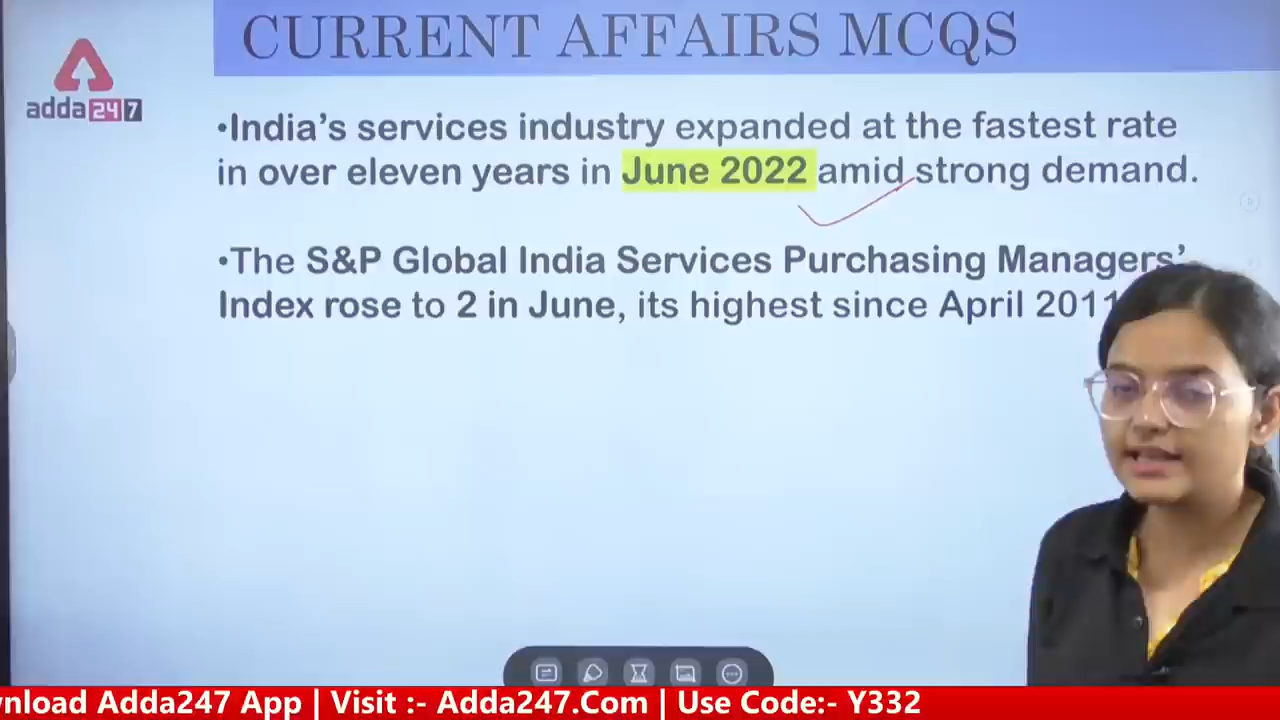 CURRENT AFFAIRS MCQS
adda247
•India's services industry expanded at the fastest rate
in over eleven years in June 2022 amid strong demand.
•The S&P Global India Services Purchasing Managers'
Index rose to 2 in June, its highest since April 2011
wnload Adda247 App | Visit :- Adda247.Com | Use Code:- Y332